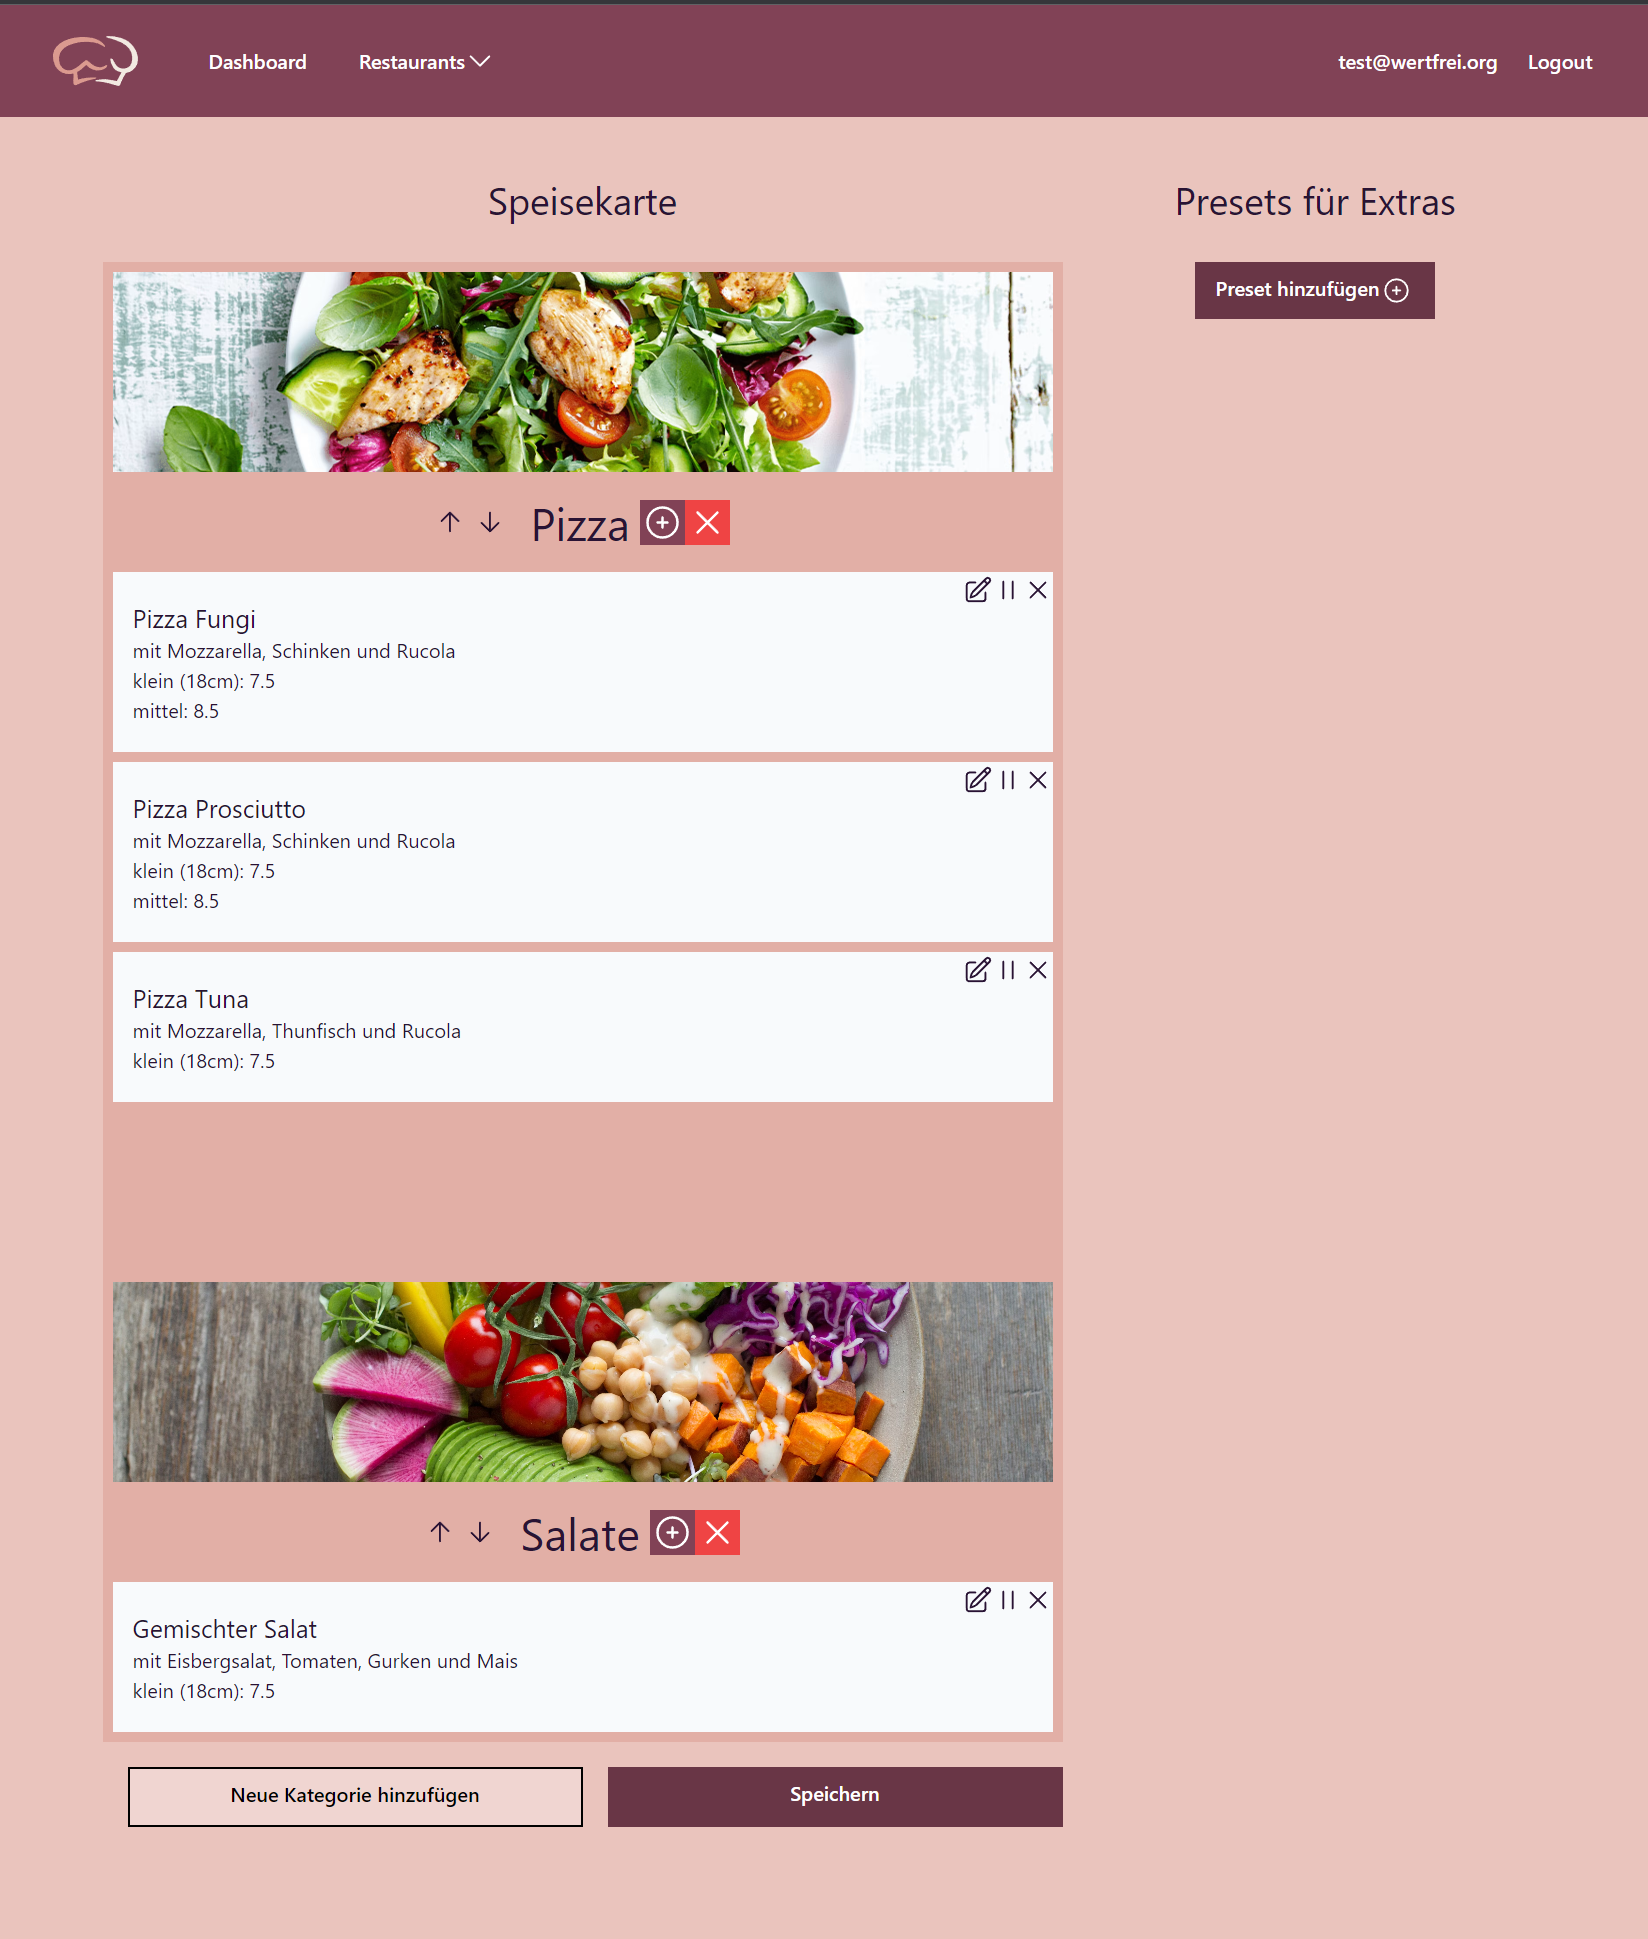 Dashboard
Restaurants
test@wertfrei.org
Logout
Speisekarte
Presets für Extras
Preset hinzufügen
Pizza
Pizza Fungi
mit Mozzarella, Schinken und Rucola
klein (18cm): 7.5
mittel: 8.5
Pizza Prosciutto
mit Mozzarella, Schinken und Rucola
klein (18cm): 7.5
mittel: 8.5
Pizza Tuna
mit Mozzarella, Thunfisch und Rucola
klein (18cm): 7.5
Salate
Gemischter Salat
mit Eisbergsalat, Tomaten, Gurken und Mais
klein (18cm): 7.5
Neue Kategorie hinzufügen
Speichern